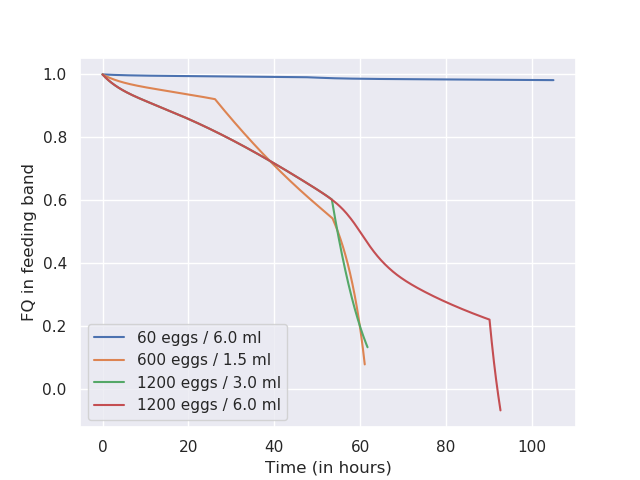 1.0
0.8
0.6
0.4
0.2
0.0
FQ in feeding band
60 eggs / 6.0 ml
600 eggs / 1.5 ml
1200 eggs / 3.0 ml
1200 eggs / 6.0 ml
0 20 40 60 80 100
Time (in hours)